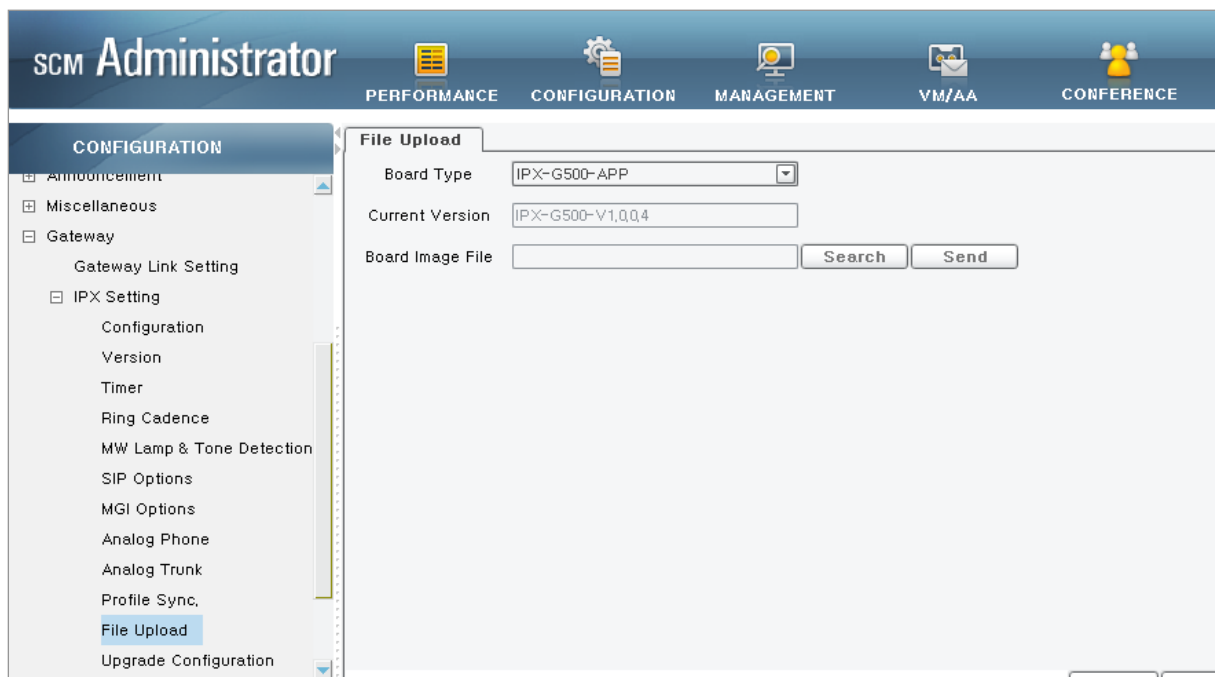 SCM Administrator
PERFORMANCE
CONFIGURATION
MANAGEMENT
VM/AA
CONFERENCE
CONFIGURATION
Announcement
Miscellaneous
Gateway
Gateway Link Setting
IPX Setting
Configuration
Version
Timer
Ring Cadence
MW Lamp & Tone Detection
SIP Options
MGI Options
Analog Phone
Analog Trunk
Profile Sync.
File Upload
Upgrade Configuration
File Upload
Board Type IPX-G500-APP
Current Version IPX-G500-V1,0,0,4
Board Image File Search Send